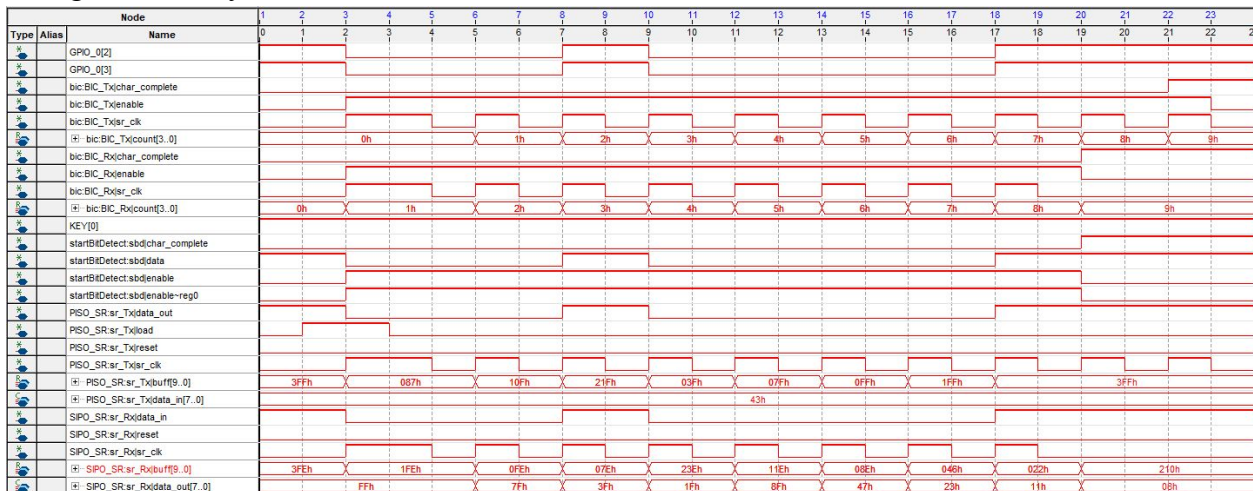 Node 1 2 3 4 5 6 7 8 9 10 11 12 13 14 15 16 17 18 19 20 21 22 23
Type Alias Name 0 1 2 3 4 5 6 7 8 9 10 11 12 13 14 15 16 17 18 19 20 21 22
GPIO_0[2]
GPIO_0[3]
bic:BIC_Tx|char_complete
bic:BIC_Tx|enable
bic:BIC_Tx|sr_clk
bic:BIC_Tx|count[3..0] 0h 1h 2h 3h 4h 5h 6h 7h 8h 9h
bic:BIC_Rx|char_complete
bic:BIC_Rx|enable
bic:BIC_Rx|sr_clk
bic:BIC_Rx|count[3..0] 0h 1h 2h 3h 4h 5h 6h 7h 8h 9h
KEY[0]
startBitDetect:sbd|char_complete
startBitDetect:sbd|data
startBitDetect:sbd|enable
startBitDetect:sbd|enable~reg0
PISO_SR:sr_Tx|data_out
PISO_SR:sr_Tx|load
PISO_SR:sr_Tx|reset
PISO_SR:sr_Tx|sr_clk
PISO_SR:sr_Tx|buff[9..0] 3FFh 087h 10Fh 21Fh 03Fh 07Fh 0FFh 1FFh 3FFh
PISO_SR:sr_Tx|data_in[7..0] 43h
SIPO_SR:sr_Rx|data_in
SIPO_SR:sr_Rx|reset
SIPO_SR:sr_Rx|sr_clk
SIPO_SR:sr_Rx|buff[9..0] 3FEh 1FEh 0FEh 07Eh 23Eh 11Eh 08Eh 046h 022h 210h
SIPO_SR:sr_Rx|data_out[7..0] FFh 7Fh 3Fh 1Fh 8Fh 47h 23h 11h 08h